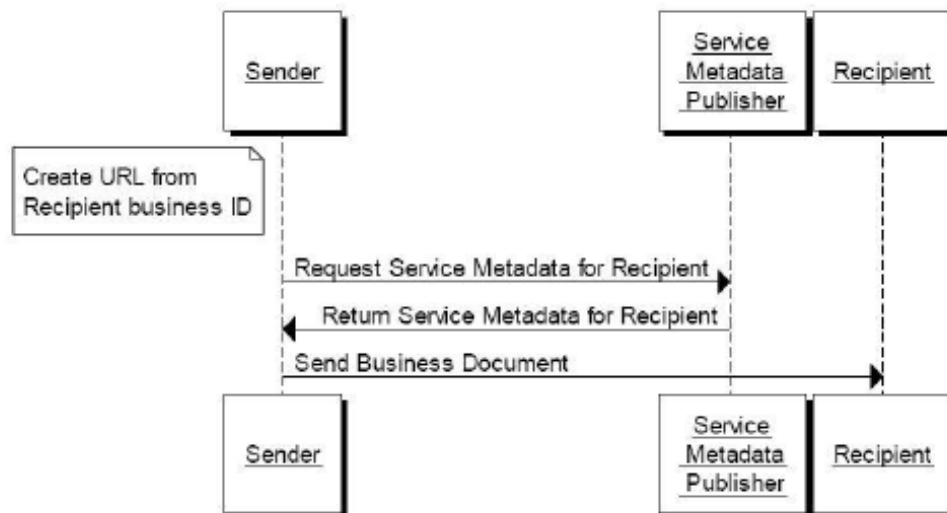 Sender
Service
Metadata
Publisher
Recipient
Create URL from
Recipient business ID
Request Service Metadata for Recipient
Return Service Metadata for Recipient
Send Business Document
Sender
Service
Metadata
Publisher
Recipient